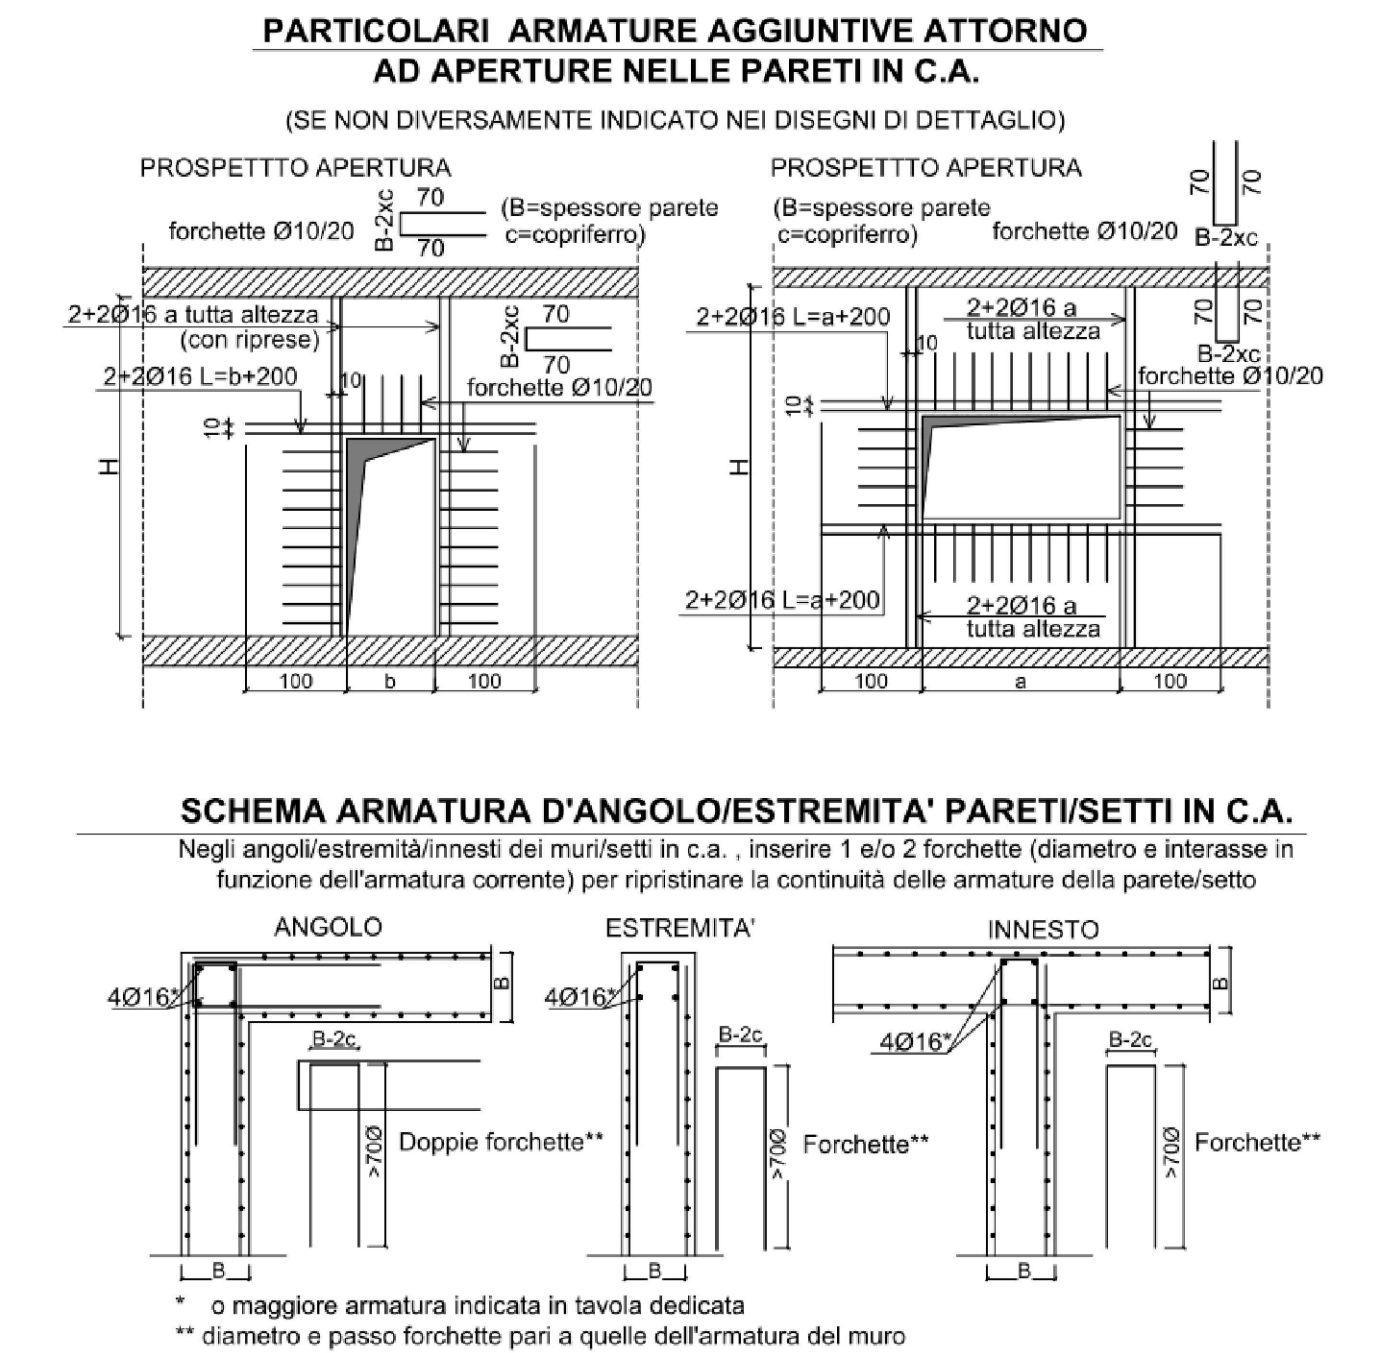 PARTICOLARI ARMATURE AGGIUNTIVE ATTORNO
AD APERTURE NELLE PARETI IN C.A.
(SE NON DIVERSAMENTE INDICATO NEI DISEGNI DI DETTAGLIO)
PROSPETTTO APERTURA
forchette Ø10/20
B-2xc
70
70
(B=spessore parete
c=copriferro)
2+2Ø16 a tutta altezza
(con riprese)
B-2xc
70
70
2+2Ø16 L=b+200
10
forchette Ø10/20
10
H
100
b
100
PROSPETTTO APERTURA
(B=spessore parete
c=copriferro)
forchette Ø10/20
70
70
B-2xc
2+2Ø16 L=a+200
2+2Ø16 a
tutta altezza
70
70
B-2xc
10
forchette Ø10/20
10
H
2+2Ø16 L=a+200
2+2Ø16 a
tutta altezza
100
a
100
SCHEMA ARMATURA D'ANGOLO/ESTREMITA' PARETI/SETTI IN C.A.
Negli angoli/estremità/innesti dei muri/setti in c.a. , inserire 1 e/o 2 forchette (diametro e interasse in
funzione dell'armatura corrente) per ripristinare la continuità delle armature della parete/setto
ANGOLO
4Ø16*
B
B-2c
>70Ø
Doppie forchette**
B
ESTREMITA'
4Ø16*
B-2c
>70Ø
Forchette**
B
INNESTO
B
4Ø16*
B-2c
>70Ø
Forchette**
B
* o maggiore armatura indicata in tavola dedicata
** diametro e passo forchette pari a quelle dell'armatura del muro